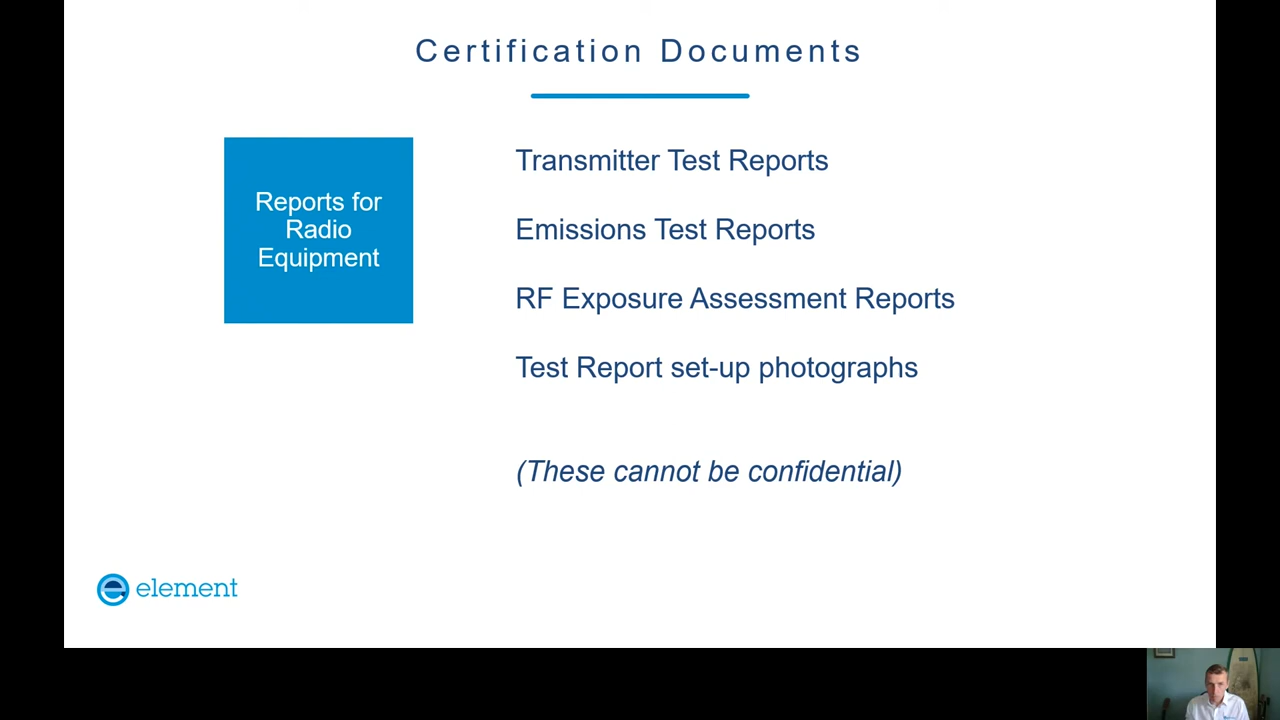 Certification Documents
Reports for
Radio
Equipment
Transmitter Test Reports
Emissions Test Reports
RF Exposure Assessment Reports
Test Report set-up photographs
(These cannot be confidential)
element